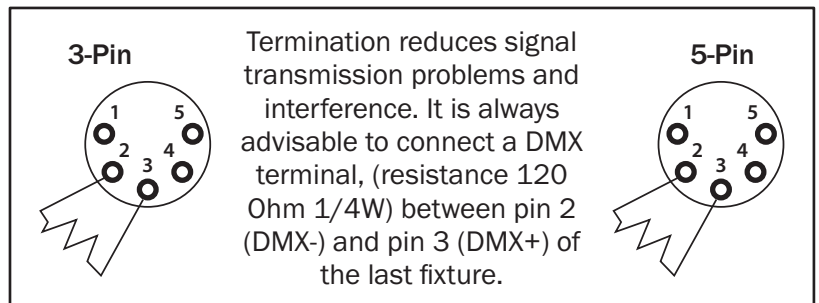 3-Pin
1 5
2 4
3
Termination reduces signal
transmission problems and
interference. It is always
advisable to connect a DMX
terminal, (resistance 120
Ohm 1/4W) between pin 2
(DMX-) and pin 3 (DMX+) of
the last fixture.
5-Pin
1 5
2 4
3